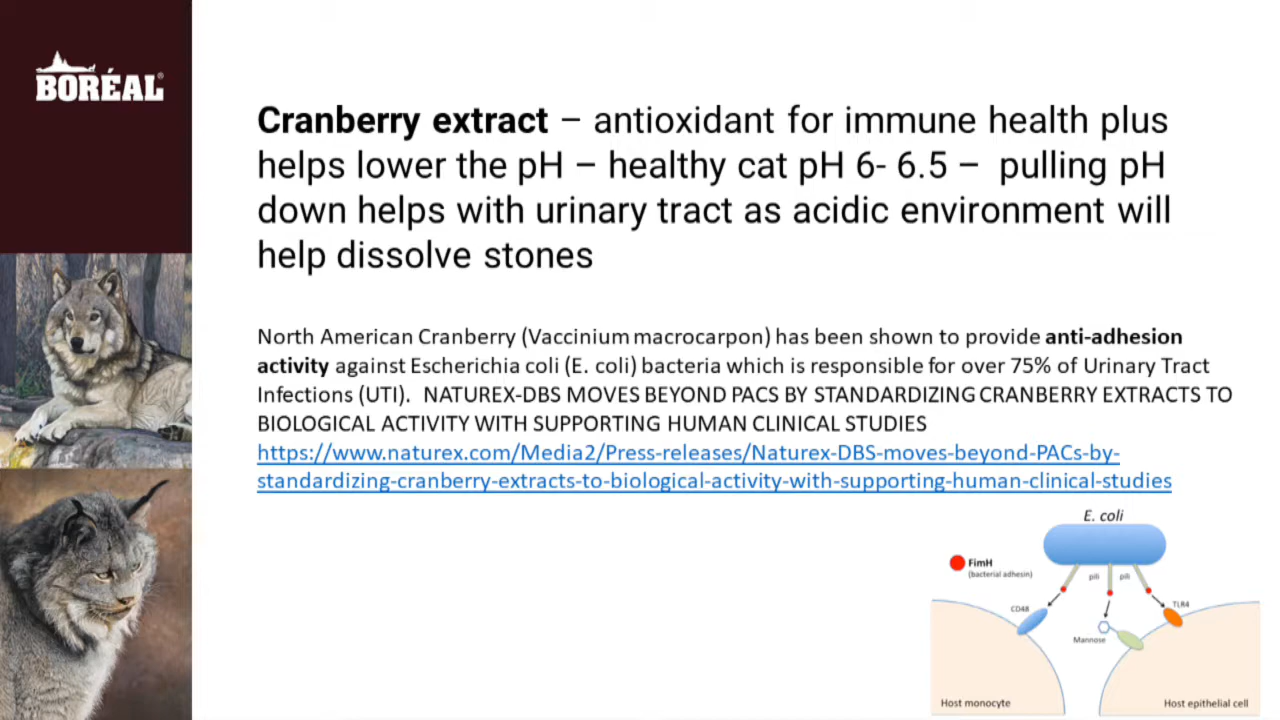 BORÉAL®
Cranberry extract – antioxidant for immune health plus
helps lower the pH – healthy cat pH 6- 6.5 – pulling pH
down helps with urinary tract as acidic environment will
help dissolve stones
North American Cranberry (Vaccinium macrocarpon) has been shown to provide anti-adhesion
activity against Escherichia coli (E. coli) bacteria which is responsible for over 75% of Urinary Tract
Infections (UTI). NATUREX-DBS MOVES BEYOND PACS BY STANDARDIZING CRANBERRY EXTRACTS TO
BIOLOGICAL ACTIVITY WITH SUPPORTING HUMAN CLINICAL STUDIES
https://www.naturex.com/Media2/Press-releases/Naturex-DBS-moves-beyond-PACs-by-
standardizing-cranberry-extracts-to-biological-activity-with-supporting-human-clinical-studies
E. coli
FimH
(bacterial adhesin)
pili pili
CD48
TLR4
Mannose
Host monocyte
Host epithelial cell